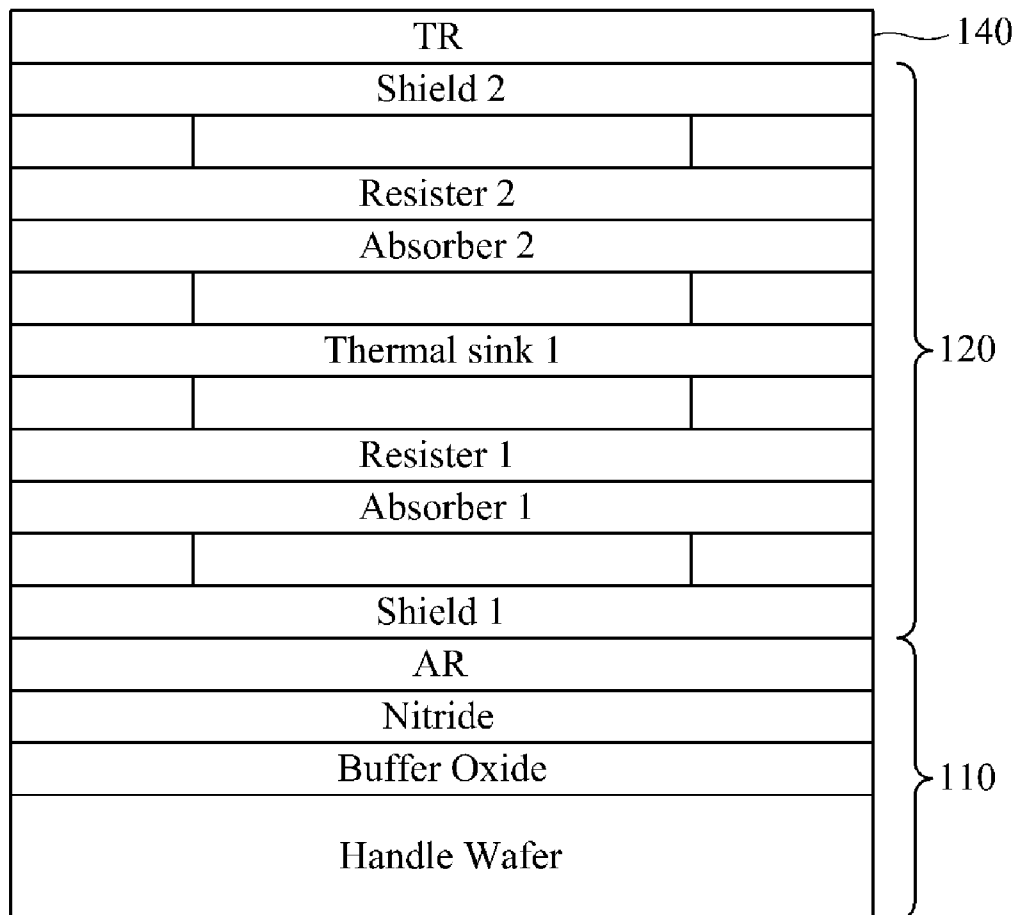 TR
140
Shield 2
Resister 2
Absorber 2
Thermal sink 1
120
Resister 1
Absorber 1
Shield 1
AR
Nitride
Buffer Oxide
110
Handle Wafer